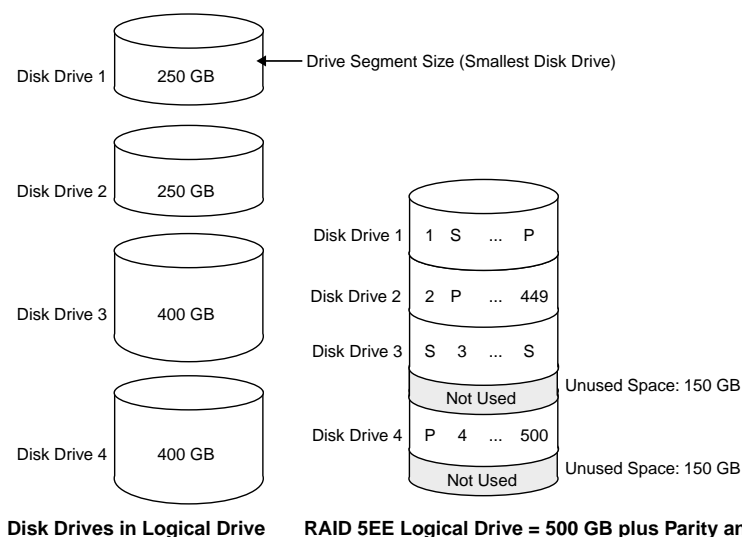 Drive Segment Size (Smallest Disk Drive)
Disk Drive 1 250 GB
Disk Drive 2 250 GB
Disk Drive 3 400 GB
Disk Drive 4 400 GB
Disk Drive 1 1 S ... P
Disk Drive 2 2 P ... 449
Disk Drive 3 S 3 ... S
Not Used Unused Space: 150 GB
Disk Drive 4 P 4 ... 500
Not Used Unused Space: 150 GB
Disk Drives in Logical Drive
RAID 5EE Logical Drive = 500 GB plus Parity